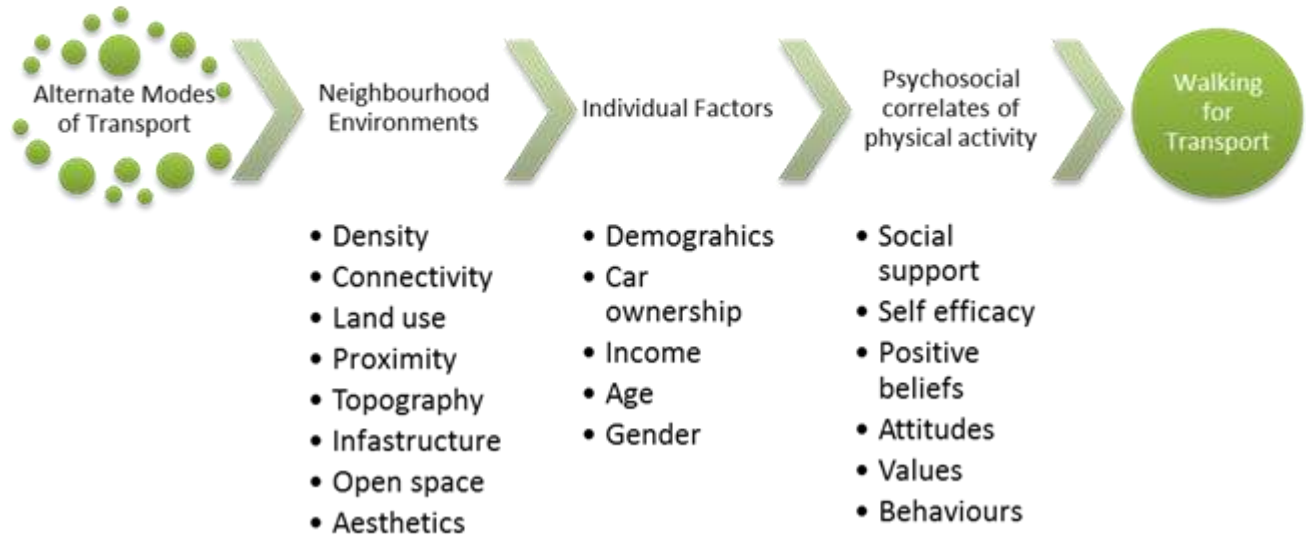 Alternate Modes
of Transport
Neighbourhood
Environments
Individual Factors
Psychosocial
correlates of
physical activity
Walking
for
Transport
• Density
• Connectivity
• Land use
• Proximity
• Topography
• Infastructure
• Open space
• Aesthetics
• Demograhics
• Car
ownership
• Income
• Age
• Gender
• Social
support
• Self efficacy
• Positive
beliefs
• Attitudes
• Values
• Behaviours